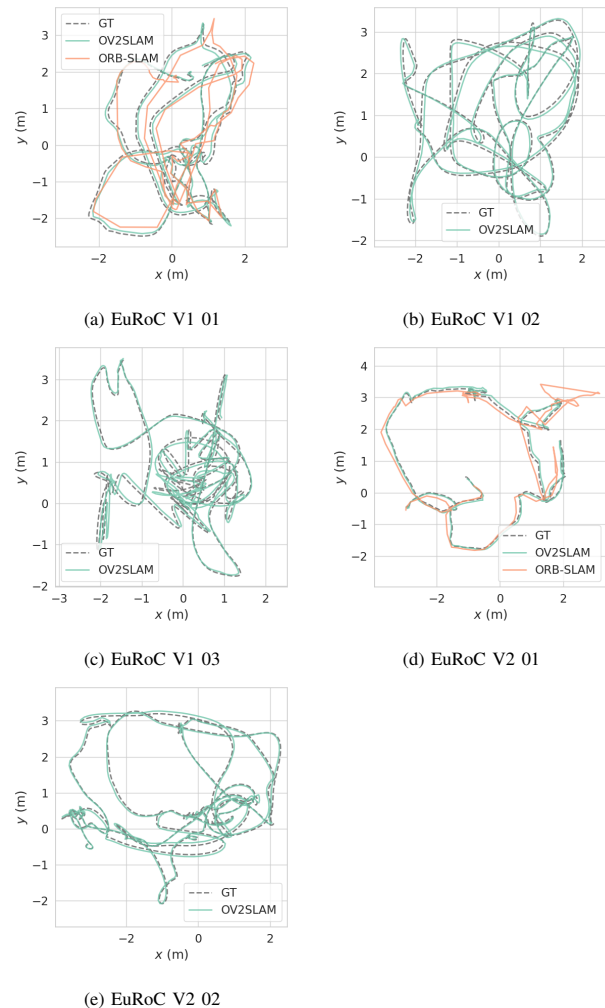 GT
OV2SLAM
ORB-SLAM
3
2
1
0
−1
−2
y (m)
−2
0
2
x (m)
(a) EuRoC V1 01
3
2
1
0
−1
−2
y (m)
−2
−1
0
1
2
x (m)
GT
OV2SLAM
(b) EuRoC V1 02
3
2
1
0
−1
−2
y (m)
−3
−2
−1
0
1
2
x (m)
GT
OV2SLAM
(c) EuRoC V1 03
4
3
2
1
0
−1
−2
y (m)
−2
0
2
x (m)
GT
OV2SLAM
ORB-SLAM
(d) EuRoC V2 01
3
2
1
0
−1
−2
y (m)
−2
0
2
x (m)
GT
OV2SLAM
(e) EuRoC V2 02